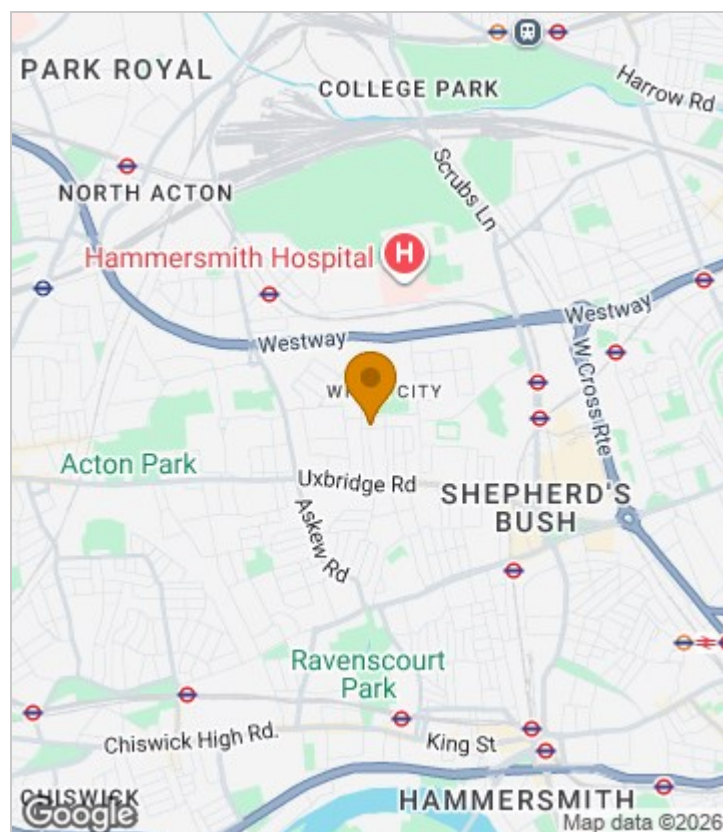 PARK ROYAL
COLLEGE PARK
Harrow Rd
Scrubs Ln
NORTH ACTON
Hammersmith Hospital
H
Westway
Westway
W Cross Rte
CITY
Acton Park
Uxbridge Rd
SHEPHERD'S
BUSH
Askew Rd
Ravenscourt
Park
Chiswick High Rd.
King St
CHISWICK
HAMMERSMITH
Google
Map data ©2026